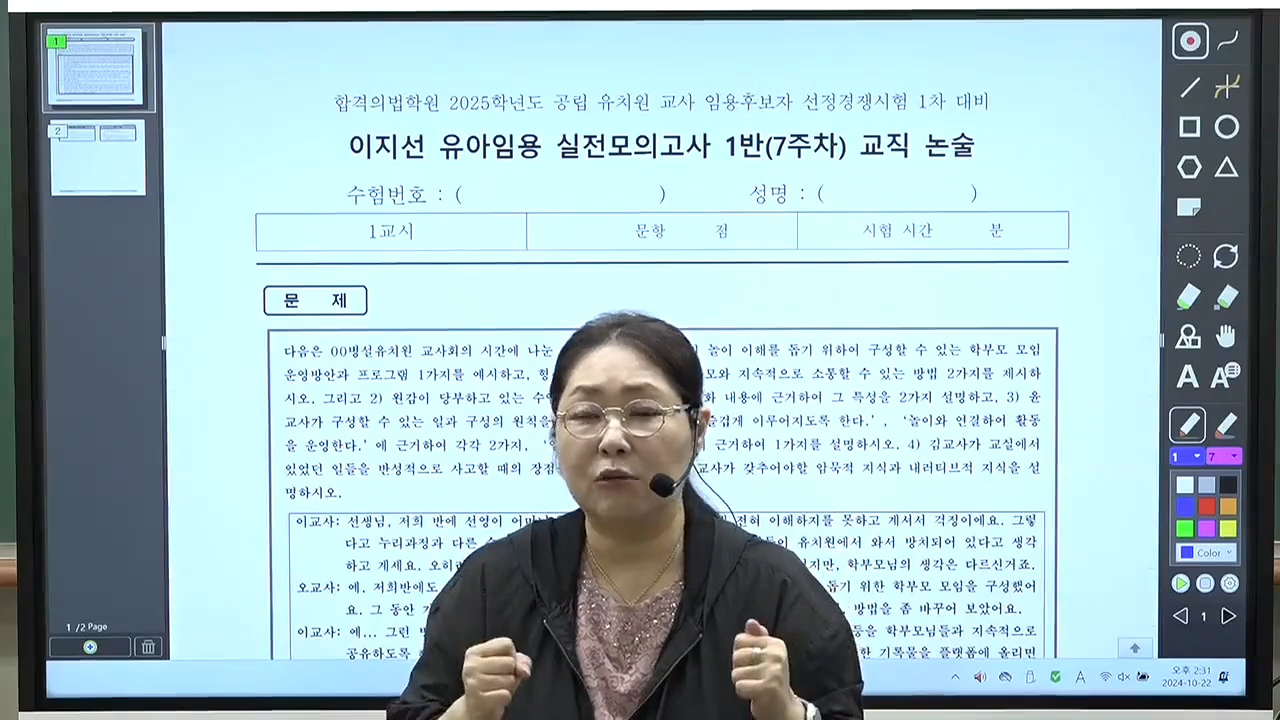 합격의법학원 2025학년도 공립 유치원 교사 임용후보자 선정경쟁시험 1차 대비
이지선 유아임용 실전모의고사 1반(7주차) 교직 논술
수험번호 : ( ) 성명 : ( )
1교시 문항 점 시험 시간 분
문 제
다음은 00병설유치원 교사회의 시간에 나눈 놀이 이해를 돕기 위하여 구성할 수 있는 학부모 모임
운영방안과 프로그램 1가지를 예시하고, 모와 지속적으로 소통할 수 있는 방법 2가지를 제시하
시오. 그리고 2) 원감이 당부하고 있는 내용에 근거하여 그 특성을 2가지 설명하고, 3) 윤
교사가 구성할 수 있는 일과 구성의 원칙을 즐겁게 이루어지도록 한다.’ , ‘놀이와 연결하여 활동
을 운영한다.’ 에 근거하여 각각 2가지, 근거하여 1가지를 설명하시오. 4) 김교사가 교실에서
있었던 일들을 반성적으로 사고할 때의 교사가 갖추어야할 암묵적 지식과 내러티브적 지식을 설
명하시오.
이교사: 선생님, 저희 반에 선영이 전혀 이해하지를 못하고 계셔서 걱정이에요. 그렇
다고 누리과정과 다른 유치원에서 와서 방치되어 있다고 생각
하고 계세요. 학부모님의 생각은 다르신거죠.
오교사: 예. 저희반에도 돕기 위한 학부모 모임을 구성했어
요. 그 동안 방법을 좀 바꾸어 보았어요.
이교사: 예... 그런 등을 학부모님들과 지속적으로
공유하도록 기록물을 플랫폼에 올리면
1
2
1 /2 Page
A
A
1 7
Color
1
A
오후 2:31
2024-10-22